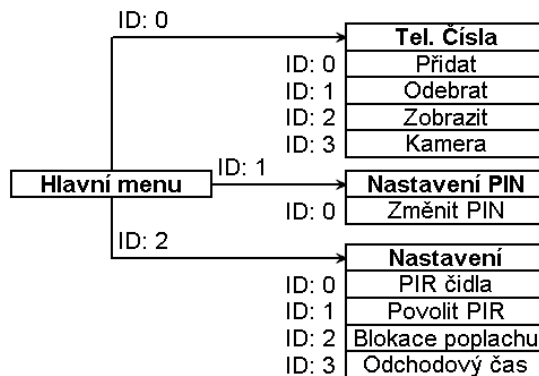 ID: 0
Tel. Čísla
ID: 0 Přidat
ID: 1 Odebrat
ID: 2 Zobrazit
ID: 3 Kamera
Hlavní menu
ID: 1
Nastavení PIN
ID: 0 Změnit PIN
ID: 2
Nastavení
ID: 0 PIR čidla
ID: 1 Povolit PIR
ID: 2 Blokace poplachu
ID: 3 Odchodový čas